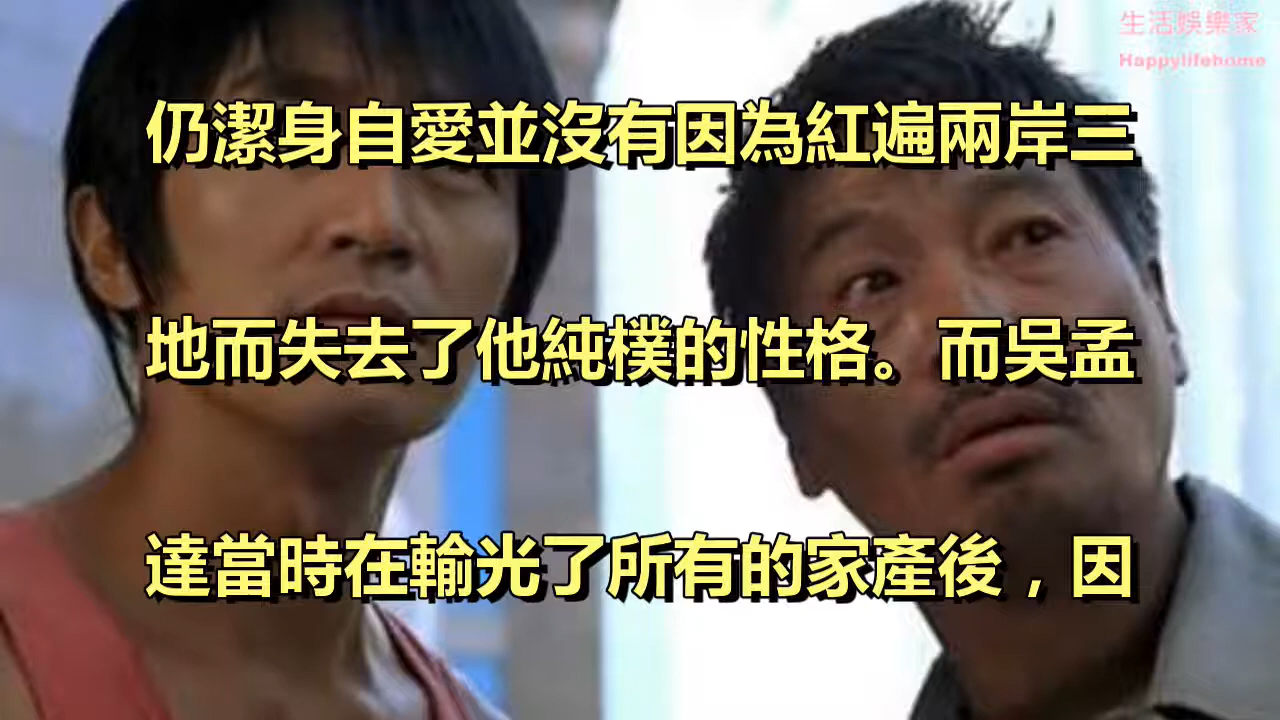 生活娛樂家
Happylifehome
仍潔身自愛並沒有因為紅遍兩岸三
地而失去了他純樸的性格。而吳孟
達當時在輸光了所有的家產後，因